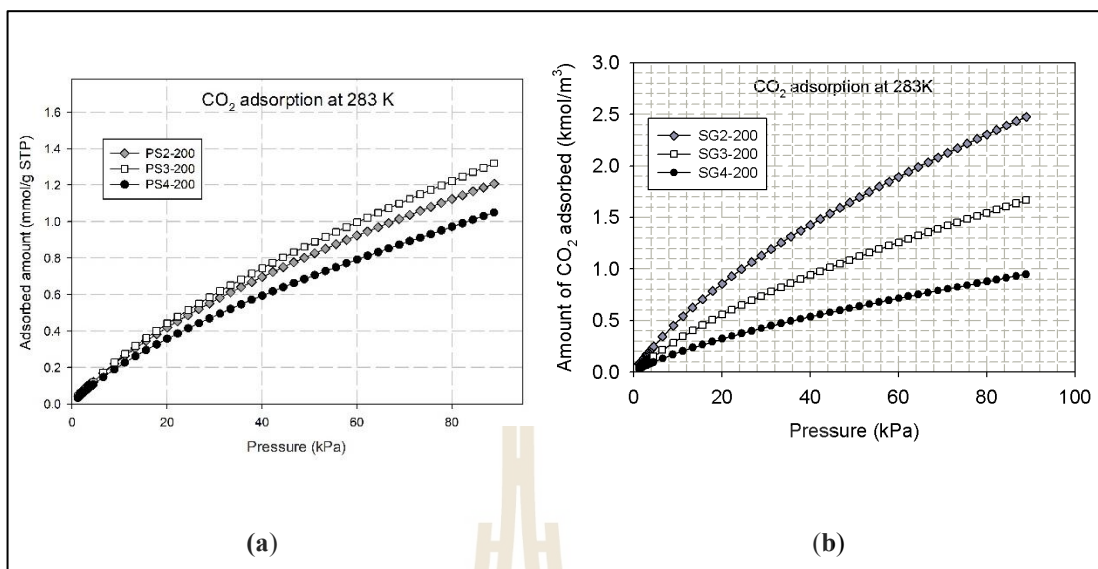 CO2 adsorption at 283 K
PS2-200
PS3-200
PS4-200
Adsorbed amount (mmol/g STP)
1.6
1.4
1.2
1.0
0.8
0.6
0.4
0.2
0.0
0 20 40 60 80
Pressure (kPa)
(a)
CO2 adsorption at 283K
SG2-200
SG3-200
SG4-200
Amount of CO2 adsorbed (kmol/m3)
3.0
2.5
2.0
1.5
1.0
0.5
0.0
0 20 40 60 80 100
Pressure (kPa)
(b)